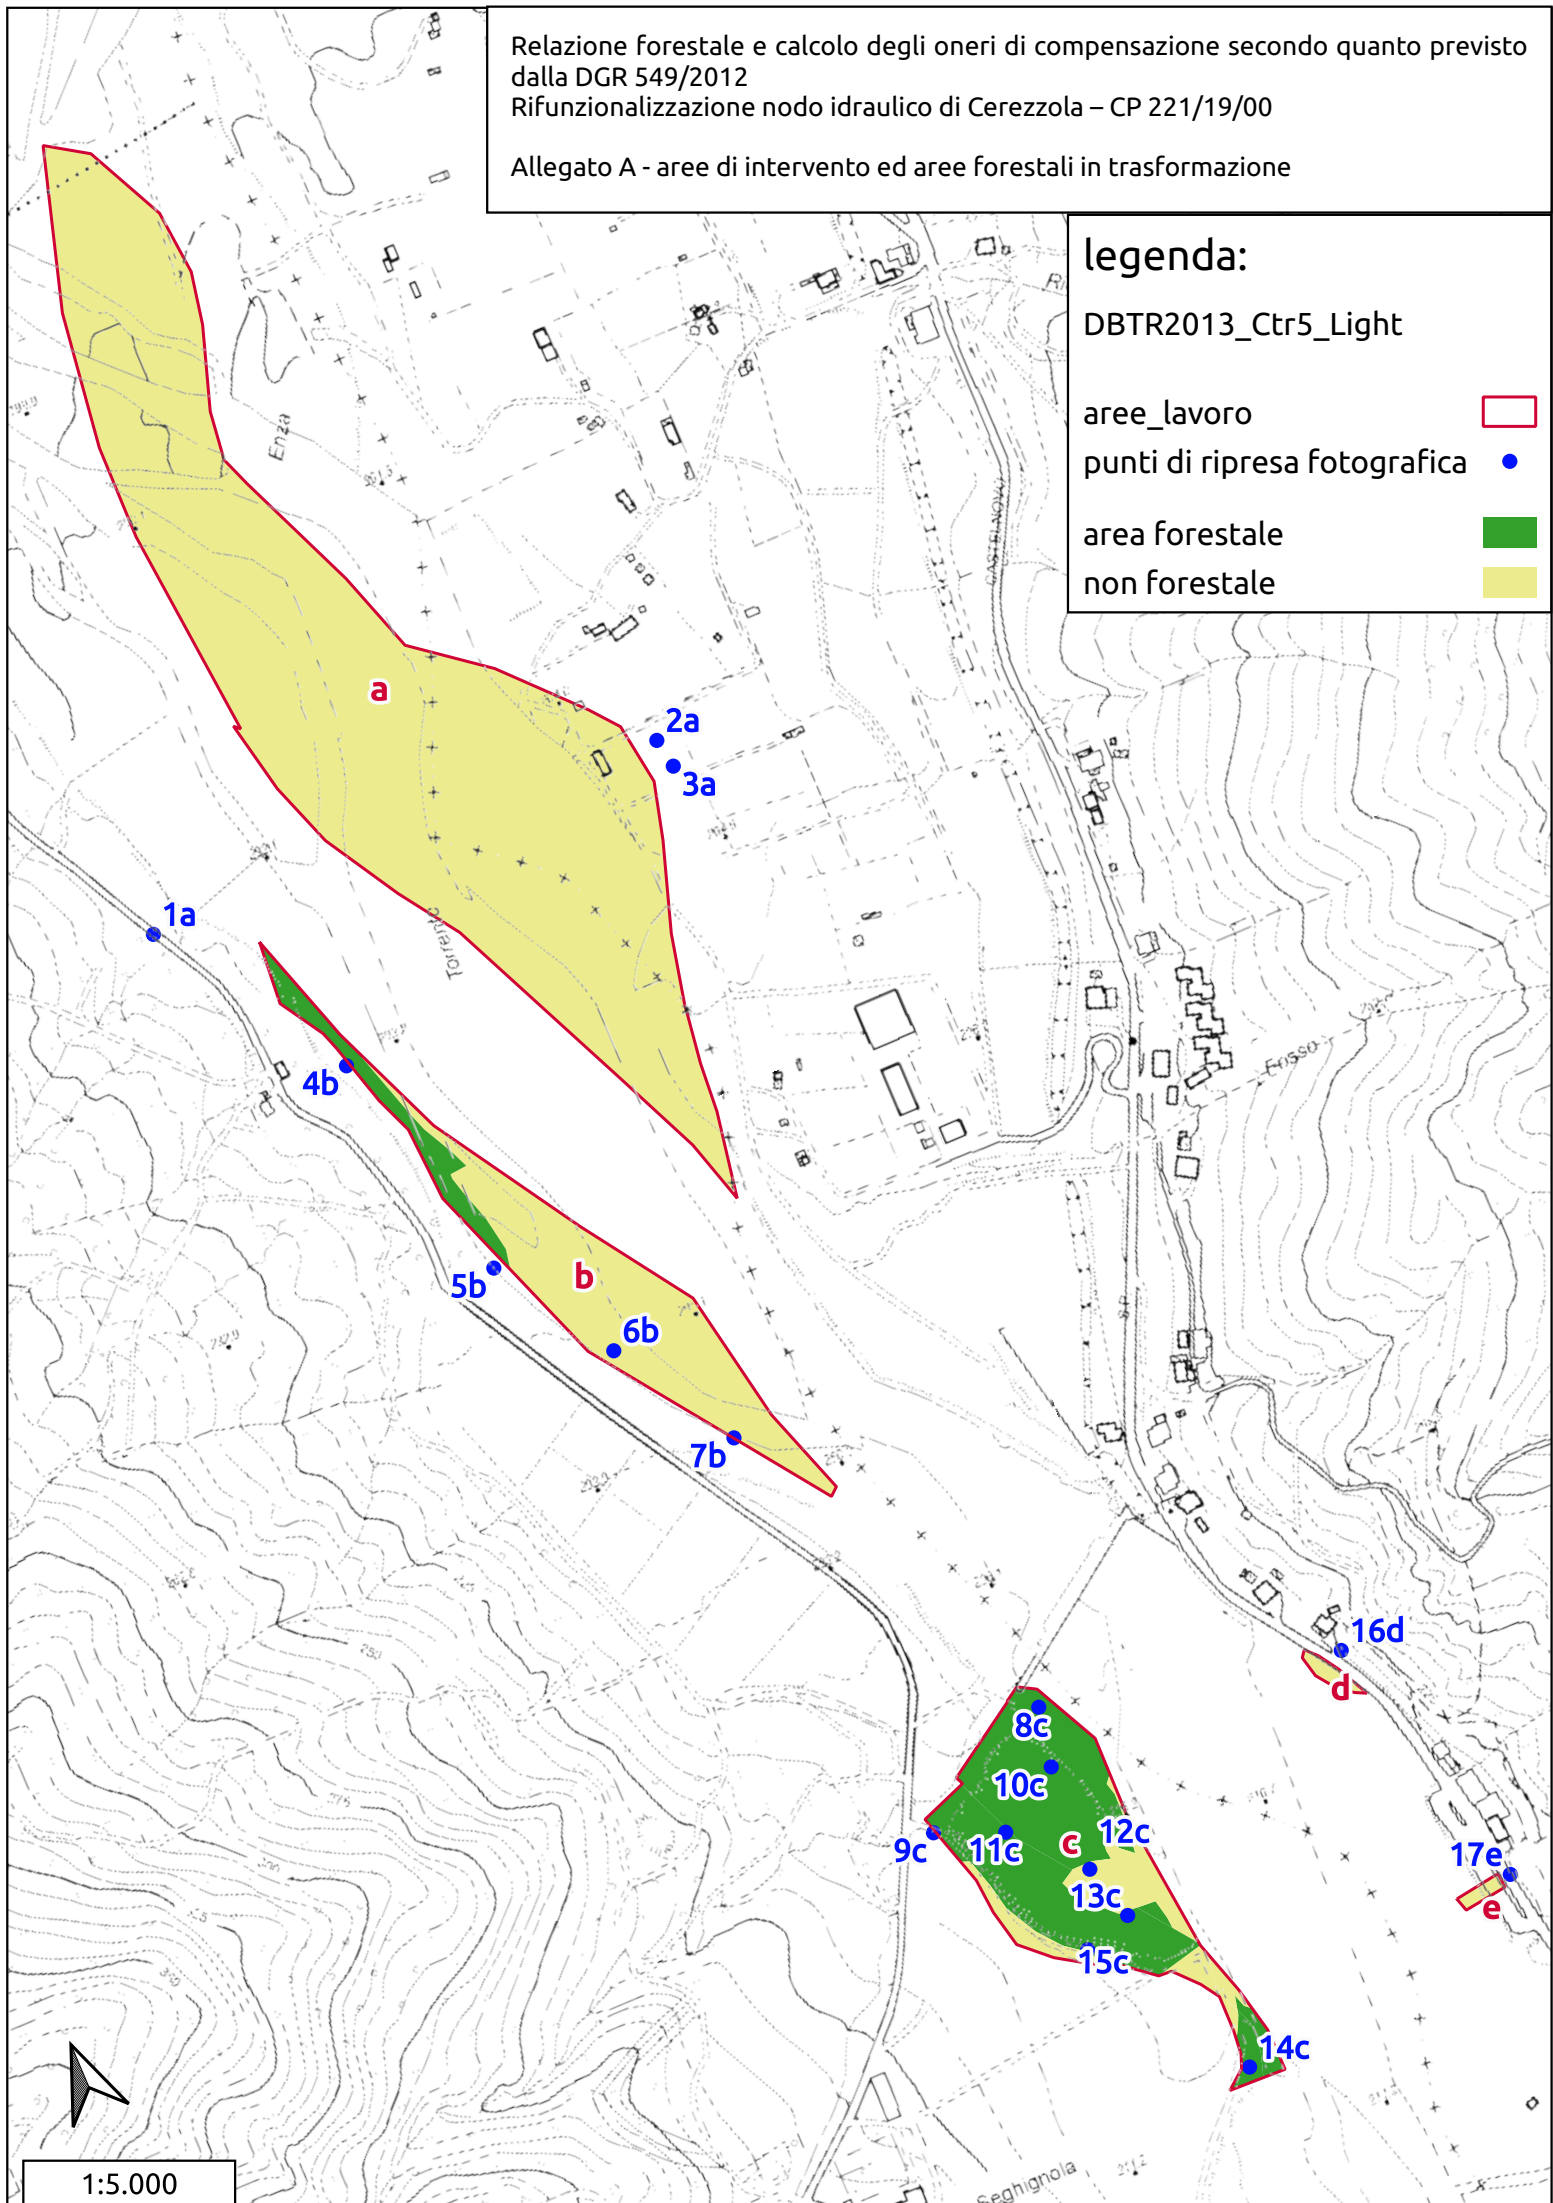 Relazione forestale e calcolo degli oneri di compensazione secondo quanto previsto
dalla DGR 549/2012
Rifunzionalizzazione nodo idraulico di Cerezzola – CP 221/19/00
Allegato A - aree di intervento ed aree forestali in trasformazione
legenda:
DBTR2013_Ctr5_Light
aree_lavoro
punti di ripresa fotografica
area forestale
non forestale
Enza
CASTELNOVO
a
2a
3a
1a
Torrente
4b
Fosso
5b
b
6b
7b
16d
d
8c
10c
9c
11c
c
12c
17e
13c
e
15c
14c
Seghignola
1:5.000